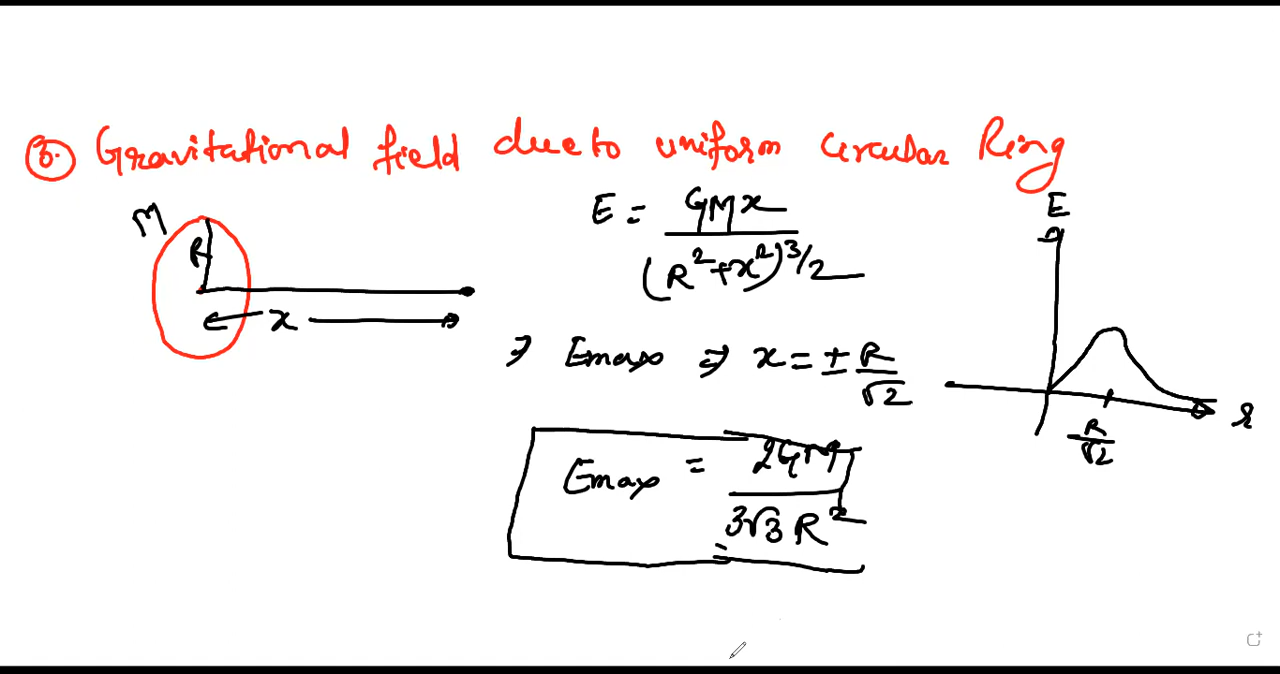 8. Gravitational field due to uniform circular Ring
M
R
x
E = GMx / (R²+x²)^3/2
⇒ Emax ⇒ x = ± R/√2
Emax = 2GM / 3√3 R²
E
R/√2